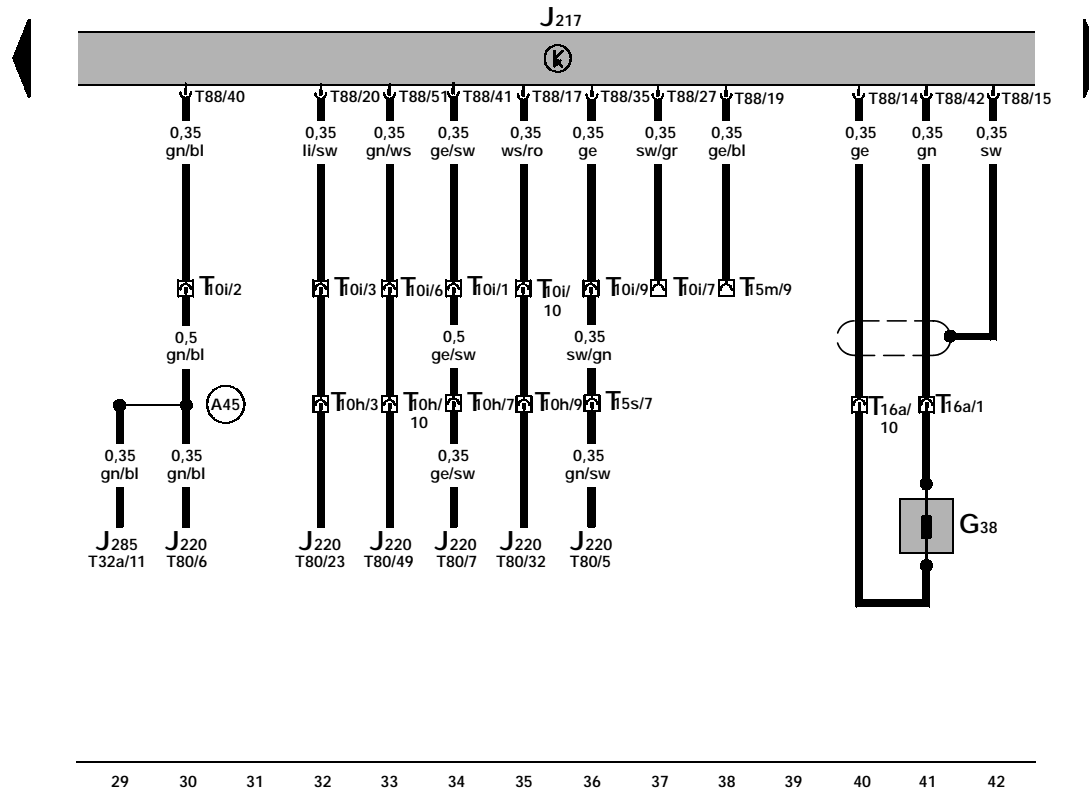 J217
T88/40 T88/20 T88/51 T88/41 T88/17 T88/35 T88/27 T88/19 T88/14 T88/42 T88/15
0,35 0,35 0,35 0,35 0,35 0,35 0,35 0,35 0,35 0,35 0,35
gn/bl li/sw gn/ws ge/sw ws/ro ge sw/gr ge/bl ge gn sw
T10i/2 T10i/3 T10i/6 T10i/1 T10i/ T10i/9 T10i/7 T15m/9
10
0,5 0,5 0,35
gn/bl ge/sw sw/gn
A45 T10h/3 T10h/ T10h/7 T10h/9 T15s/7 T16a/ T16a/1
10 10
0,35 0,35 0,35 0,35
gn/bl gn/bl ge/sw gn/sw
G38
J285 J220 J220 J220 J220 J220 J220
T32a/11 T80/6 T80/23 T80/49 T80/7 T80/32 T80/5
29 30 31 32 33 34 35 36 37 38 39 40 41 42